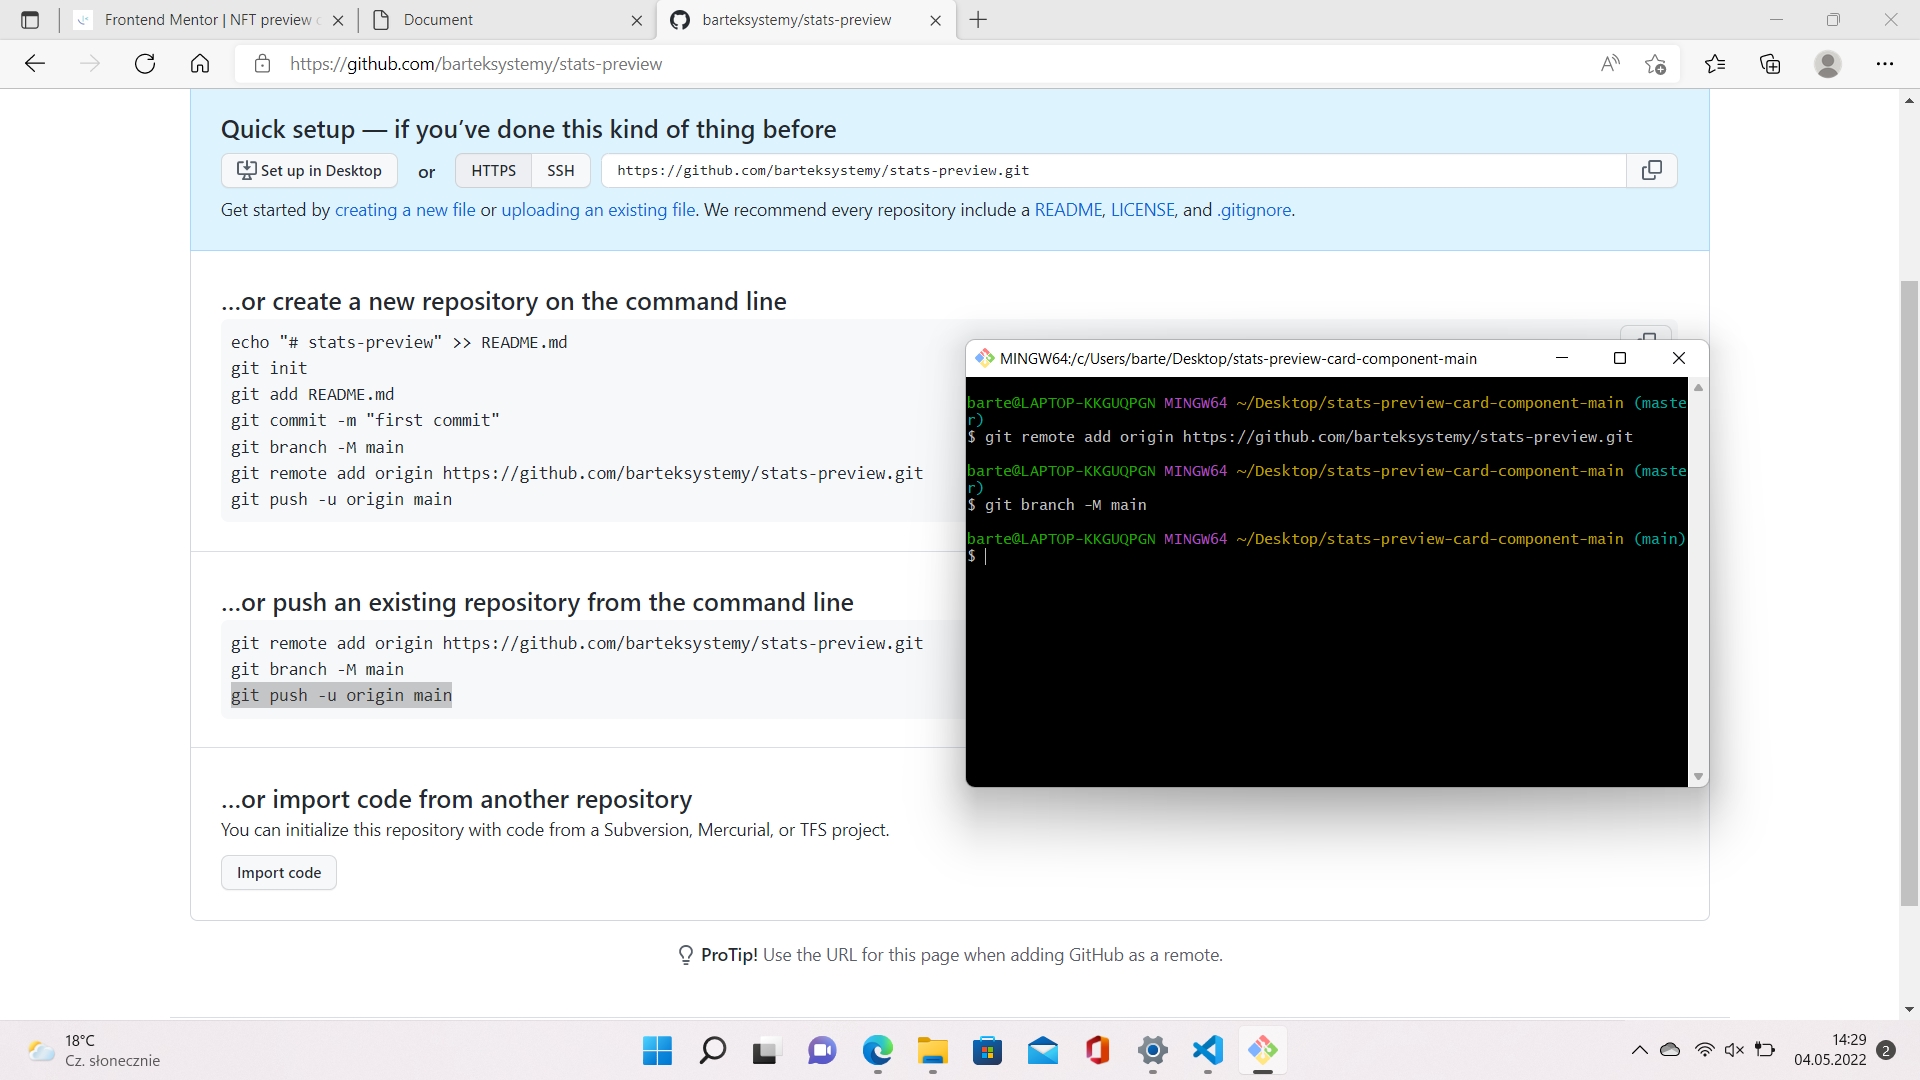 Frontend Mentor | NFT preview c
Document
barteksystemy/stats-preview
https://github.com/barteksystemy/stats-preview
Quick setup — if you’ve done this kind of thing before
Set up in Desktop or HTTPS SSH https://github.com/barteksystemy/stats-preview.git
Get started by creating a new file or uploading an existing file. We recommend every repository include a README, LICENSE, and .gitignore.
…or create a new repository on the command line
echo "# stats-preview" >> README.md
git init
git add README.md
git commit -m "first commit"
git branch -M main
git remote add origin https://github.com/barteksystemy/stats-preview.git
git push -u origin main
…or push an existing repository from the command line
git remote add origin https://github.com/barteksystemy/stats-preview.git
git branch -M main
git push -u origin main
…or import code from another repository
You can initialize this repository with code from a Subversion, Mercurial, or TFS project.
Import code
ProTip! Use the URL for this page when adding GitHub as a remote.
MINGW64:/c/Users/barte/Desktop/stats-preview-card-component-main
barte@LAPTOP-KKGUQPGN MINGW64 ~/Desktop/stats-preview-card-component-main (maste
r)
$ git remote add origin https://github.com/barteksystemy/stats-preview.git
barte@LAPTOP-KKGUQPGN MINGW64 ~/Desktop/stats-preview-card-component-main (maste
r)
$ git branch -M main
barte@LAPTOP-KKGUQPGN MINGW64 ~/Desktop/stats-preview-card-component-main (main)
$
18°C
Cz. słonecznie
14:29
04.05.2022
2